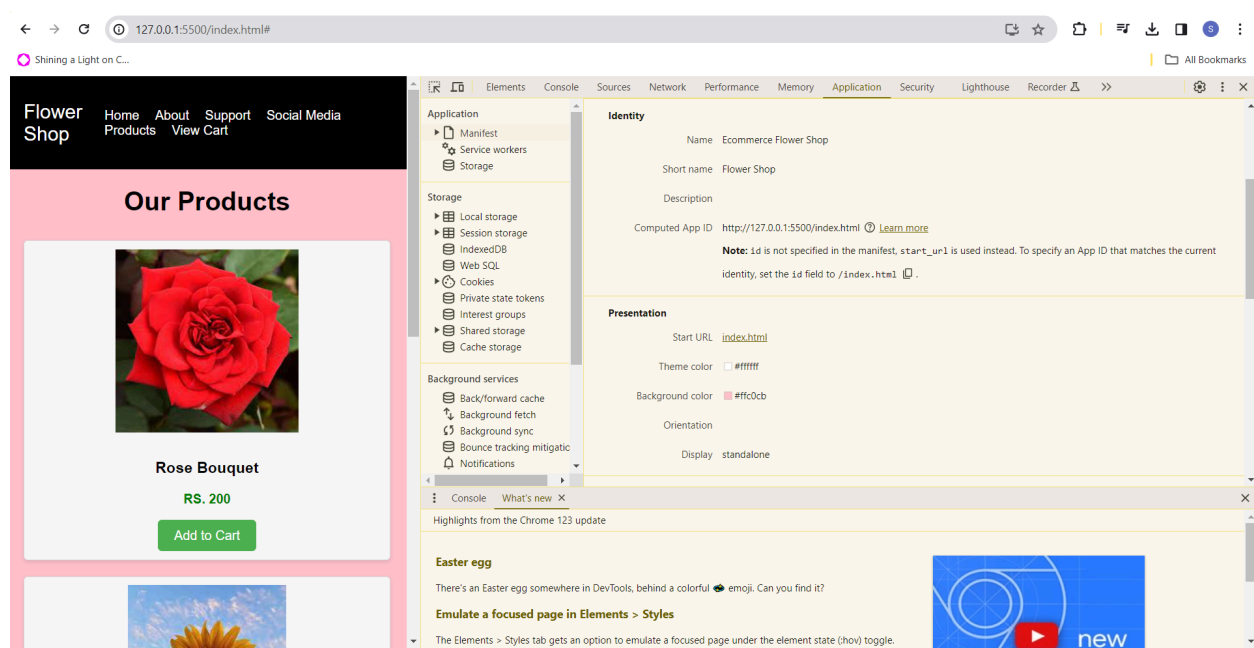 127.0.0.1:5500/index.html#
S
Shining a Light on C...
All Bookmarks
Flower Shop
Home About Support Social Media
Products View Cart
Our Products
Rose Bouquet
RS. 200
Add to Cart
Elements Console Sources Network Performance Memory Application Security Lighthouse Recorder
Application
Manifest
Service workers
Storage
Storage
Local storage
Session storage
IndexedDB
Web SQL
Cookies
Private state tokens
Interest groups
Shared storage
Cache storage
Background services
Back/forward cache
Background fetch
Background sync
Bounce tracking mitigatic
Notifications
Identity
Name Ecommerce Flower Shop
Short name Flower Shop
Description
Computed App ID http://127.0.0.1:5500/index.html Learn more
Note: id is not specified in the manifest, start_url is used instead. To specify an App ID that matches the current
identity, set the id field to /index.html .
Presentation
Start URL index.html
Theme color #ffffff
Background color #ffc0cb
Orientation
Display standalone
Console What's new
Highlights from the Chrome 123 update
Easter egg
There's an Easter egg somewhere in DevTools, behind a colorful emoji. Can you find it?
Emulate a focused page in Elements > Styles
The Elements > Styles tab gets an option to emulate a focused page under the element state (:hov) toggle.
new